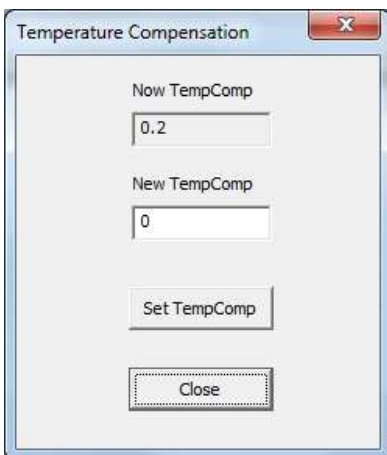 Temperature Compensation
Now TempComp
0.2
New TempComp
0
Set TempComp
Close